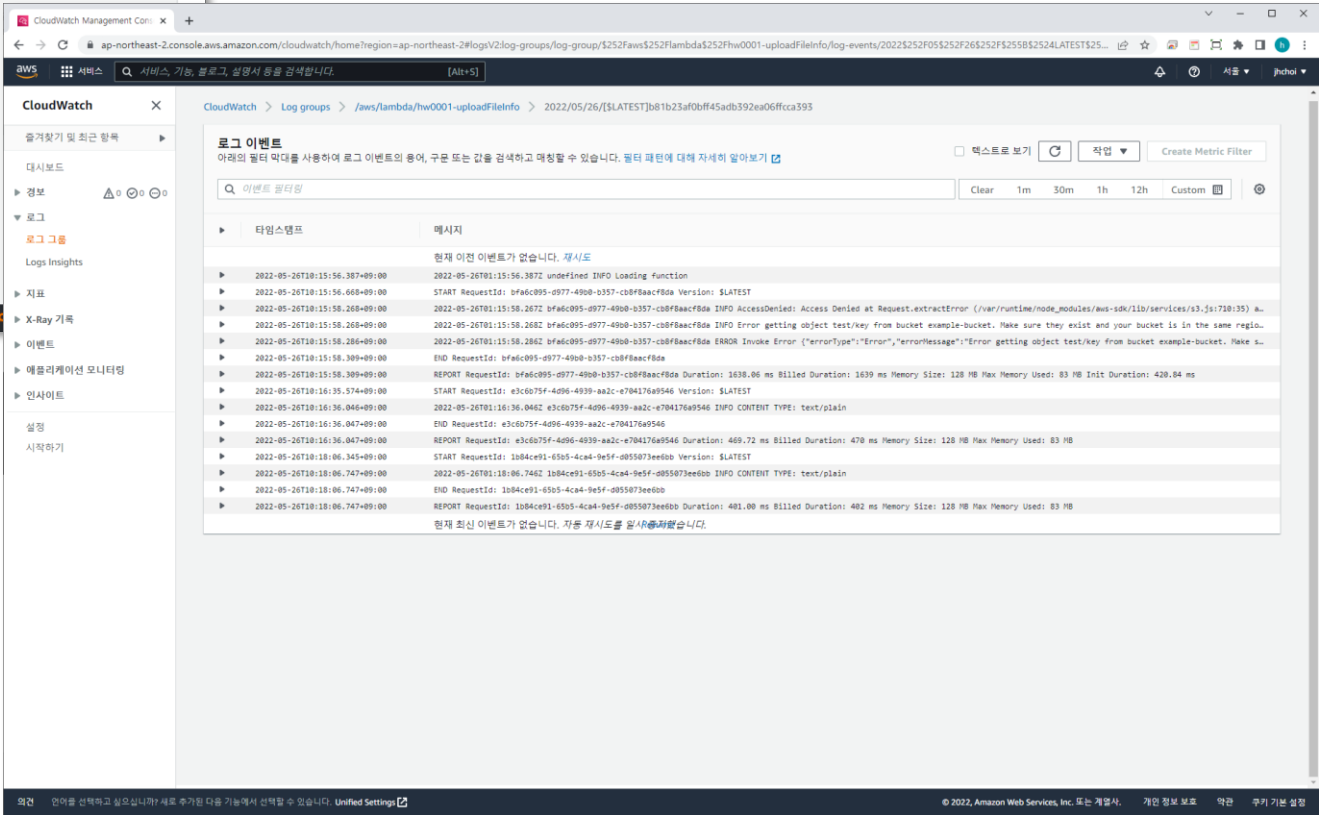 CloudWatch Management Cons
ap-northeast-2.console.aws.amazon.com/cloudwatch/home?region=ap-northeast-2#logsV2:log-groups/log-group/$252Faws$252Flambda$252Fhw0001-uploadFileInfo/log-events/2022$252F05$252F26$252F$255B$2524LATEST$25...
aws 서비스 서비스, 기능, 블로그, 설명서 등을 검색합니다. [Alt+S] 서울 jhchoi
CloudWatch
즐겨찾기 및 최근 항목
대시보드
경보 0 0 0
로그
로그 그룹
Logs Insights
지표
X-Ray 기록
이벤트
애플리케이션 모니터링
인사이트
설정
시작하기
CloudWatch > Log groups > /aws/lambda/hw0001-uploadFileInfo > 2022/05/26/[$LATEST]b81b23af0bff45adb392ea06ffcca393
로그 이벤트
아래의 필터 막대를 사용하여 로그 이벤트의 용어, 구문 또는 값을 검색하고 매칭할 수 있습니다. 필터 패턴에 대해 자세히 알아보기
텍스트로 보기 작업 Create Metric Filter
이벤트 필터링 Clear 1m 30m 1h 12h Custom
타임스탬프 메시지
현재 이전 이벤트가 없습니다. 재시도
2022-05-26T10:15:56.387+09:00 2022-05-26T01:15:56.387Z undefined INFO Loading function
2022-05-26T10:15:56.668+09:00 START RequestId: bfa6c095-d977-49b0-b357-cb8f8aacf8da Version: $LATEST
2022-05-26T10:15:58.268+09:00 2022-05-26T01:15:58.267Z bfa6c095-d977-49b0-b357-cb8f8aacf8da INFO AccessDenied: Access Denied at Request.extractError (/var/runtime/node_modules/aws-sdk/lib/services/s3.js:710:35) a…
2022-05-26T10:15:58.268+09:00 2022-05-26T01:15:58.268Z bfa6c095-d977-49b0-b357-cb8f8aacf8da INFO Error getting object test/key from bucket example-bucket. Make sure they exist and your bucket is in the same regio…
2022-05-26T10:15:58.286+09:00 2022-05-26T01:15:58.286Z bfa6c095-d977-49b0-b357-cb8f8aacf8da ERROR Invoke Error {"errorType":"Error","errorMessage":"Error getting object test/key from bucket example-bucket. Make s…
2022-05-26T10:15:58.309+09:00 END RequestId: bfa6c095-d977-49b0-b357-cb8f8aacf8da
2022-05-26T10:15:58.309+09:00 REPORT RequestId: bfa6c095-d977-49b0-b357-cb8f8aacf8da Duration: 1638.06 ms Billed Duration: 1639 ms Memory Size: 128 MB Max Memory Used: 83 MB Init Duration: 420.84 ms
2022-05-26T10:16:35.574+09:00 START RequestId: e3c6b75f-4d96-4939-aa2c-e704176a9546 Version: $LATEST
2022-05-26T10:16:36.046+09:00 2022-05-26T01:16:36.046Z e3c6b75f-4d96-4939-aa2c-e704176a9546 INFO CONTENT TYPE: text/plain
2022-05-26T10:16:36.047+09:00 END RequestId: e3c6b75f-4d96-4939-aa2c-e704176a9546
2022-05-26T10:16:36.047+09:00 REPORT RequestId: e3c6b75f-4d96-4939-aa2c-e704176a9546 Duration: 469.72 ms Billed Duration: 470 ms Memory Size: 128 MB Max Memory Used: 83 MB
2022-05-26T10:18:06.345+09:00 START RequestId: 1b84ce91-65b5-4ca4-9e5f-d055073ee6bb Version: $LATEST
2022-05-26T10:18:06.747+09:00 2022-05-26T01:18:06.746Z 1b84ce91-65b5-4ca4-9e5f-d055073ee6bb INFO CONTENT TYPE: text/plain
2022-05-26T10:18:06.747+09:00 END RequestId: 1b84ce91-65b5-4ca4-9e5f-d055073ee6bb
2022-05-26T10:18:06.747+09:00 REPORT RequestId: 1b84ce91-65b5-4ca4-9e5f-d055073ee6bb Duration: 401.00 ms Billed Duration: 402 ms Memory Size: 128 MB Max Memory Used: 83 MB
현재 최신 이벤트가 없습니다. 자동 재시도를 일시
의견 언어를 선택하고 싶으십니까? 새로 추가된 다음 기능에서 선택할 수 있습니다. Unified Settings © 2022, Amazon Web Services, Inc. 또는 계열사. 개인 정보 보호 약관 쿠키 기본 설정